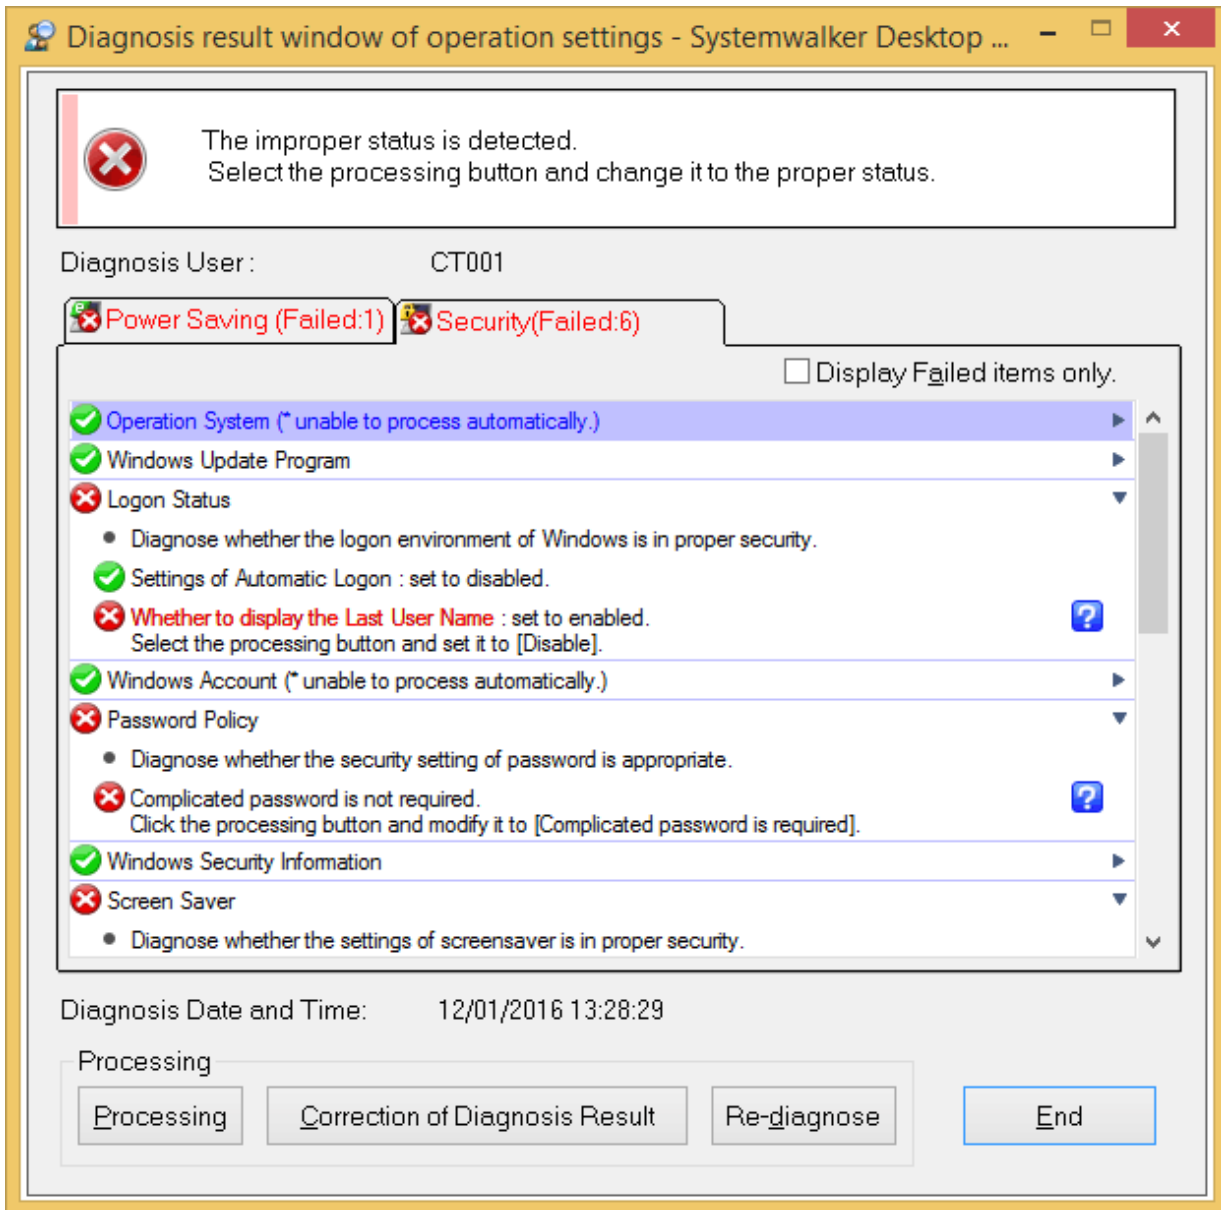 Diagnosis result window of operation settings - Systemwalker Desktop ...
The improper status is detected.
Select the processing button and change it to the proper status.
Diagnosis User : CT001
Power Saving (Failed:1) Security(Failed:6)
Display Failed items only.
Operation System (* unable to process automatically.)
Windows Update Program
Logon Status
Diagnose whether the logon environment of Windows is in proper security.
Settings of Automatic Logon : set to disabled.
Whether to display the Last User Name : set to enabled.
Select the processing button and set it to [Disable].
Windows Account (* unable to process automatically.)
Password Policy
Diagnose whether the security setting of password is appropriate.
Complicated password is not required.
Click the processing button and modify it to [Complicated password is required].
Windows Security Information
Screen Saver
Diagnose whether the settings of screensaver is in proper security.
Diagnosis Date and Time: 12/01/2016 13:28:29
Processing
Processing Correction of Diagnosis Result Re-diagnose End